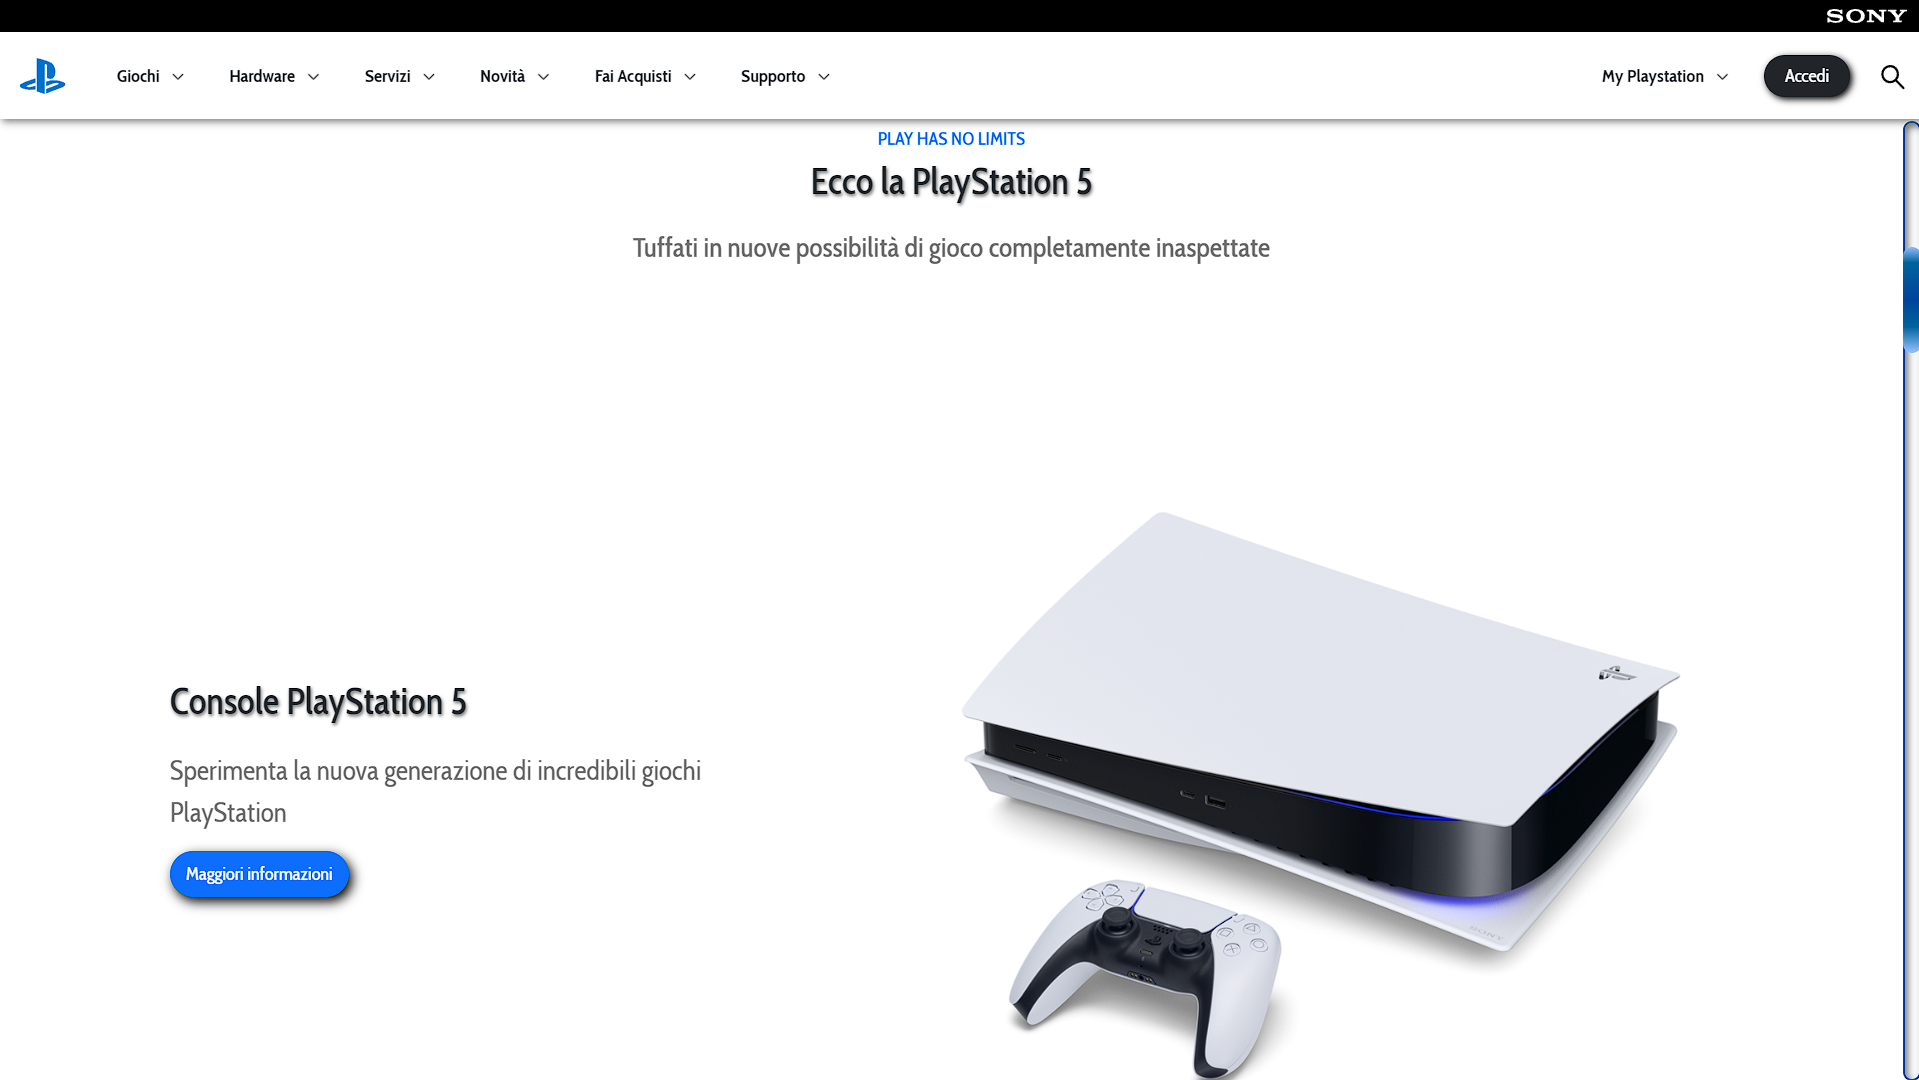 SONY
Giochi
Hardware
Servizi
Novità
Fai Acquisti
Supporto
My Playstation
Accedi
PLAY HAS NO LIMITS
Ecco la PlayStation 5
Tuffati in nuove possibilità di gioco completamente inaspettate
Console PlayStation 5
Sperimenta la nuova generazione di incredibili giochi
PlayStation
Maggiori informazioni
SONY